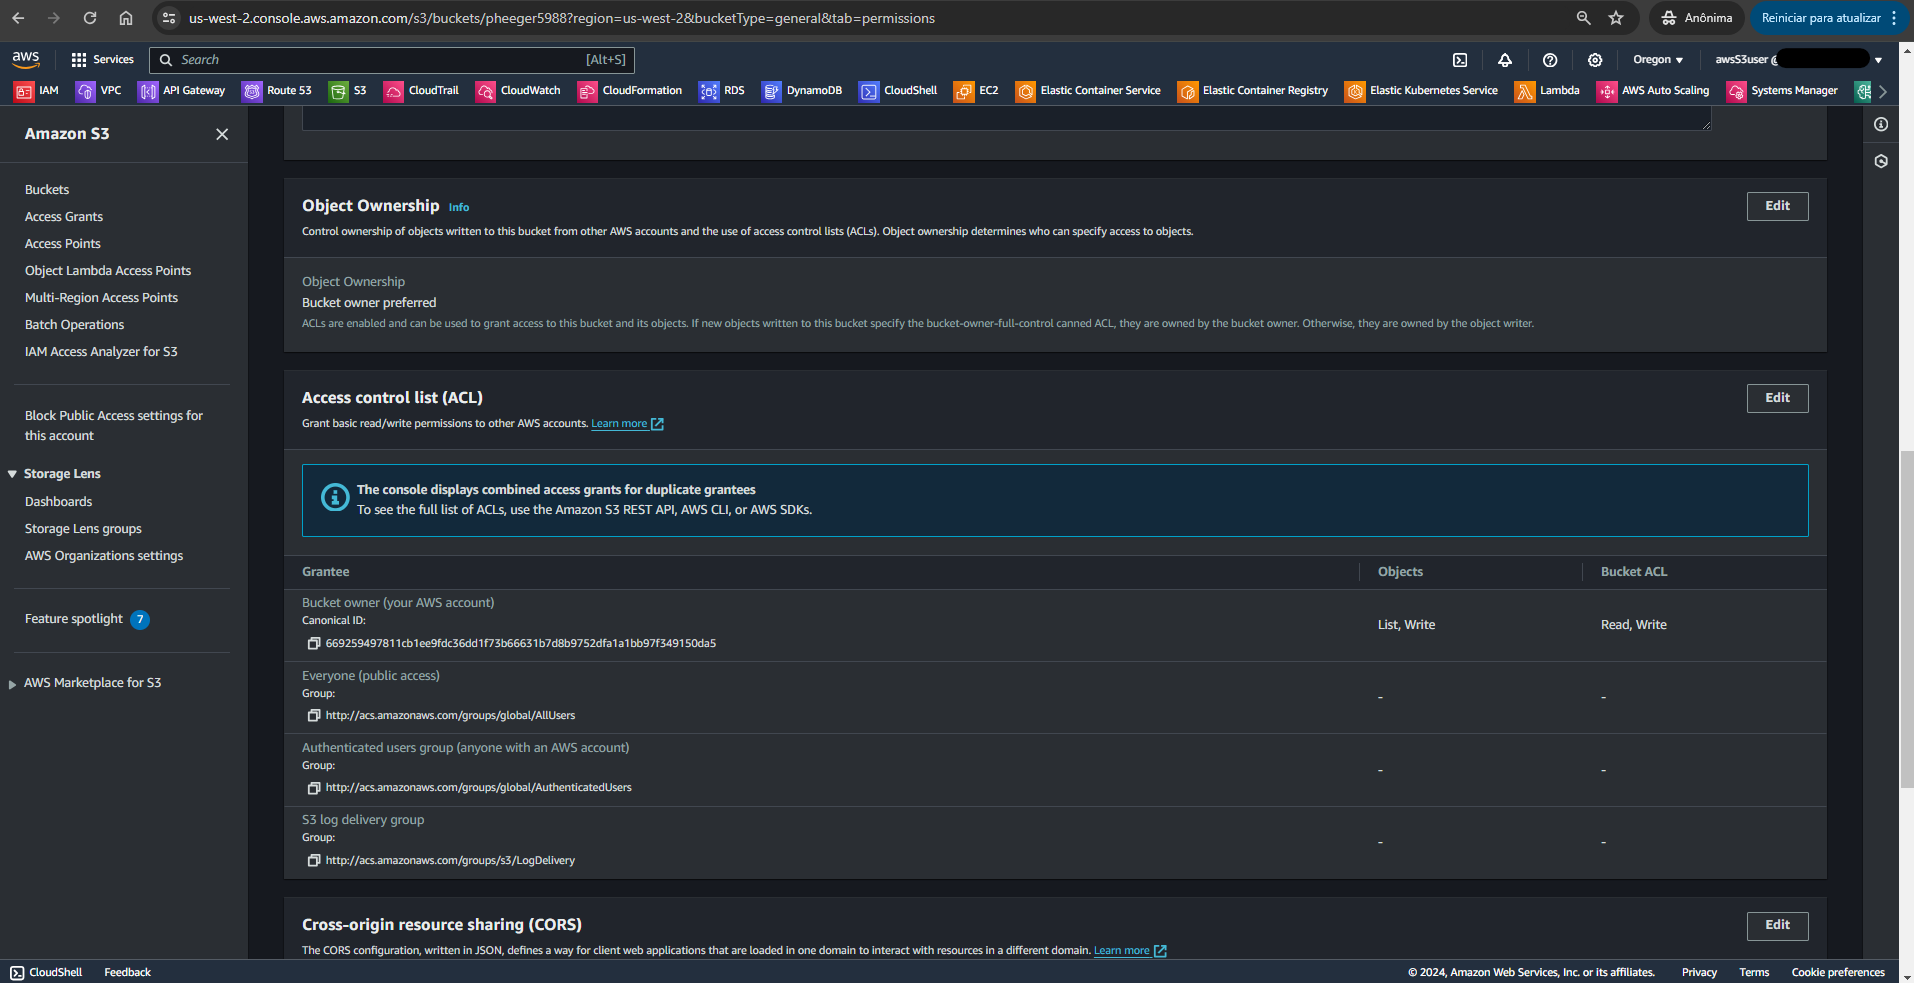 us-west-2.console.aws.amazon.com/s3/buckets/pheeger5988?region=us-west-2&bucketType=general&tab=permissions
Anônima
Reiniciar para atualizar
aws
Services
Search
[Alt+S]
Oregon
awsS3user @
IAM
VPC
API Gateway
Route 53
S3
CloudTrail
CloudWatch
CloudFormation
RDS
DynamoDB
CloudShell
EC2
Elastic Container Service
Elastic Container Registry
Elastic Kubernetes Service
Lambda
AWS Auto Scaling
Systems Manager
Amazon S3
Buckets
Access Grants
Access Points
Object Lambda Access Points
Multi-Region Access Points
Batch Operations
IAM Access Analyzer for S3
Block Public Access settings for
this account
Storage Lens
Dashboards
Storage Lens groups
AWS Organizations settings
Feature spotlight 7
AWS Marketplace for S3
Object Ownership Info
Edit
Control ownership of objects written to this bucket from other AWS accounts and the use of access control lists (ACLs). Object ownership determines who can specify access to objects.
Object Ownership
Bucket owner preferred
ACLs are enabled and can be used to grant access to this bucket and its objects. If new objects written to this bucket specify the bucket-owner-full-control canned ACL, they are owned by the bucket owner. Otherwise, they are owned by the object writer.
Access control list (ACL)
Edit
Grant basic read/write permissions to other AWS accounts. Learn more
The console displays combined access grants for duplicate grantees
To see the full list of ACLs, use the Amazon S3 REST API, AWS CLI, or AWS SDKs.
Grantee
Objects
Bucket ACL
Bucket owner (your AWS account)
Canonical ID:
669259497811cb1ee9fdc36dd1f73b66631b7d8b9752dfa1a1bb97f349150da5
List, Write
Read, Write
Everyone (public access)
Group:
http://acs.amazonaws.com/groups/global/AllUsers
-
-
Authenticated users group (anyone with an AWS account)
Group:
http://acs.amazonaws.com/groups/global/AuthenticatedUsers
-
-
S3 log delivery group
Group:
http://acs.amazonaws.com/groups/s3/LogDelivery
-
-
Cross-origin resource sharing (CORS)
Edit
The CORS configuration, written in JSON, defines a way for client web applications that are loaded in one domain to interact with resources in a different domain. Learn more
CloudShell
Feedback
© 2024, Amazon Web Services, Inc. or its affiliates.
Privacy
Terms
Cookie preferences